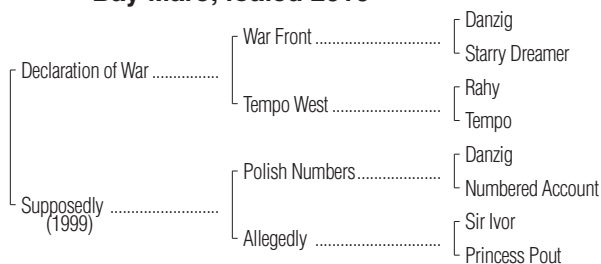 Bay Mare, foaled
Danzig
War Front ................................
Starry Dreamer
Declaration of War .................
Rahy
Tempo West ............................
Tempo
Danzig
Polish Numbers.....................
Numbered Account
Supposedly ............................
(1999)
Sir Ivor
Allegedly ................................
Princess Pout